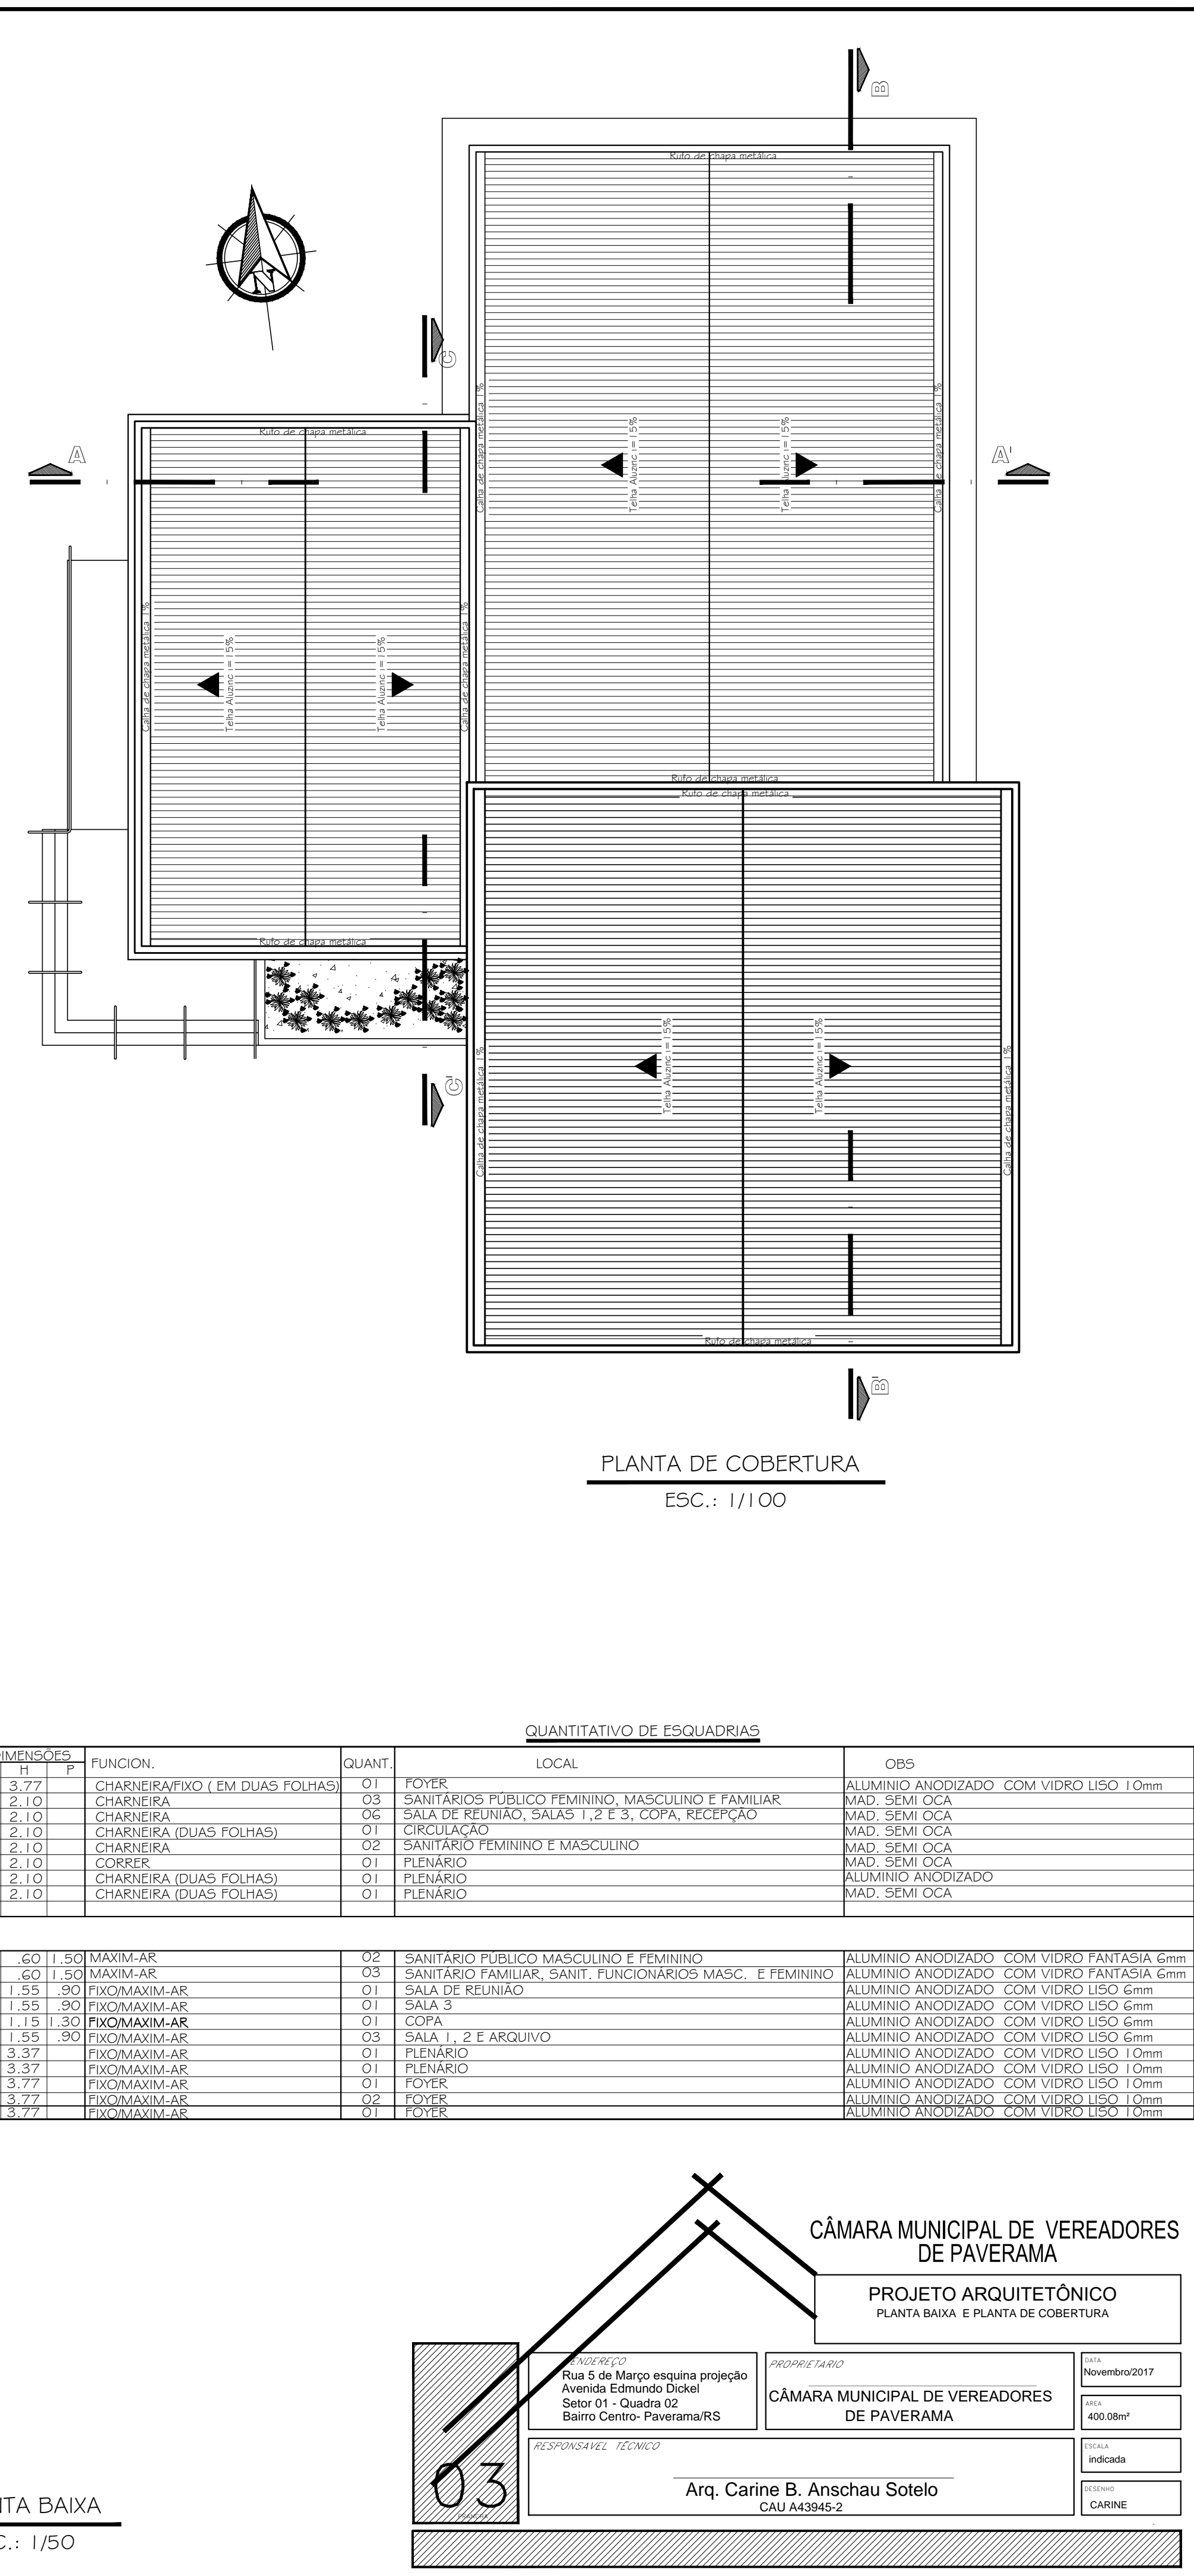 B
Rufo de chapa metálica
N
C
Calha de chapa metálica 1%
Calha de chapa metálica 1%
Telha Aluzinc i= 15%
Telha Aluzinc i= 15%
Rufo de chapa metálica
A
A'
Calha de chapa metálica 1%
Calha de chapa metálica 1%
Telha Aluzinc i= 15%
Telha Aluzinc i= 15%
Rufo de chapa metálica
Rufo de chapa metálica
Rufo de chapa metálica
Telha Aluzinc i= 15%
Telha Aluzinc i= 15%
Calha de chapa metálica 1%
Calha de chapa metálica 1%
C'
Rufo de chapa metálica
B'
PLANTA DE COBERTURA
ESC.: 1/100
QUANTITATIVO DE ESQUADRIAS
IMENSÕES
H P FUNCION. QUANT. LOCAL OBS
3.77 CHARNEIRA/FIXO ( EM DUAS FOLHAS) 01 FOYER ALUMINIO ANODIZADO COM VIDRO LISO 10mm
2.10 CHARNEIRA 03 SANITÁRIOS PÚBLICO FEMININO, MASCULINO E FAMILIAR MAD. SEMI OCA
2.10 CHARNEIRA 06 SALA DE REUNIÃO, SALAS 1,2 E 3, COPA, RECEPÇÃO MAD. SEMI OCA
2.10 CHARNEIRA (DUAS FOLHAS) 01 CIRCULAÇÃO MAD. SEMI OCA
2.10 CHARNEIRA 02 SANITÁRIO FEMININO E MASCULINO MAD. SEMI OCA
2.10 CORRER 01 PLENÁRIO MAD. SEMI OCA
2.10 CHARNEIRA (DUAS FOLHAS) 01 PLENÁRIO ALUMINIO ANODIZADO
2.10 CHARNEIRA (DUAS FOLHAS) 01 PLENÁRIO MAD. SEMI OCA
.60 1.50 MAXIM-AR 02 SANITÁRIO PÚBLICO MASCULINO E FEMININO ALUMINIO ANODIZADO COM VIDRO FANTASIA 6mm
.60 1.50 MAXIM-AR 03 SANITÁRIO FAMILIAR, SANIT. FUNCIONÁRIOS MASC. E FEMININO ALUMINIO ANODIZADO COM VIDRO FANTASIA 6mm
1.55 .90 FIXO/MAXIM-AR 01 SALA DE REUNIÃO ALUMINIO ANODIZADO COM VIDRO LISO 6mm
1.55 .90 FIXO/MAXIM-AR 01 SALA 3 ALUMINIO ANODIZADO COM VIDRO LISO 6mm
1.15 1.30 FIXO/MAXIM-AR 01 COPA ALUMINIO ANODIZADO COM VIDRO LISO 6mm
1.55 .90 FIXO/MAXIM-AR 03 SALA 1, 2 E ARQUIVO ALUMINIO ANODIZADO COM VIDRO LISO 6mm
3.37 FIXO/MAXIM-AR 01 PLENÁRIO ALUMINIO ANODIZADO COM VIDRO LISO 10mm
3.37 FIXO/MAXIM-AR 01 PLENÁRIO ALUMINIO ANODIZADO COM VIDRO LISO 10mm
3.77 FIXO/MAXIM-AR 01 FOYER ALUMINIO ANODIZADO COM VIDRO LISO 10mm
3.77 FIXO/MAXIM-AR 02 FOYER ALUMINIO ANODIZADO COM VIDRO LISO 10mm
3.77 FIXO/MAXIM-AR 01 FOYER ALUMINIO ANODIZADO COM VIDRO LISO 10mm
CÂMARA MUNICIPAL DE VEREADORES
DE PAVERAMA
PROJETO ARQUITETÔNICO
PLANTA BAIXA E PLANTA DE COBERTURA
ENDEREÇO
Rua 5 de Março esquina projeção
Avenida Edmundo Dickel
Setor 01 - Quadra 02
Bairro Centro- Paverama/RS
PROPRIETARIO
CÂMARA MUNICIPAL DE VEREADORES
DE PAVERAMA
DATA
Novembro/2017
AREA
400.08m²
RESPONSAVEL TÉCNICO
Arq. Carine B. Anschau Sotelo
CAU A43945-2
ESCALA
indicada
DESENHO
CARINE
03
PRANCHA
NTA BAIXA
C.: 1/50